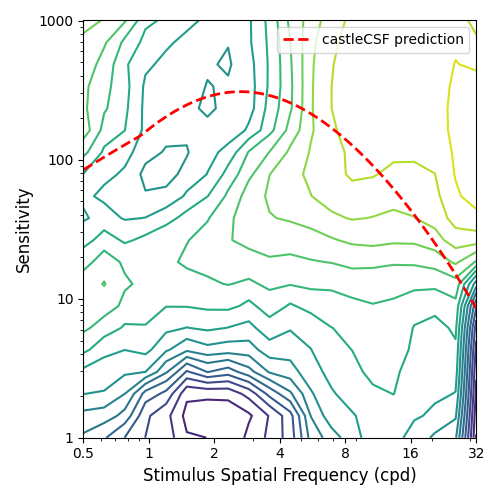 1000
castleCSF prediction
100
Sensitivity
10
1
0.5 1 2 4 8 16 32
Stimulus Spatial Frequency (cpd)